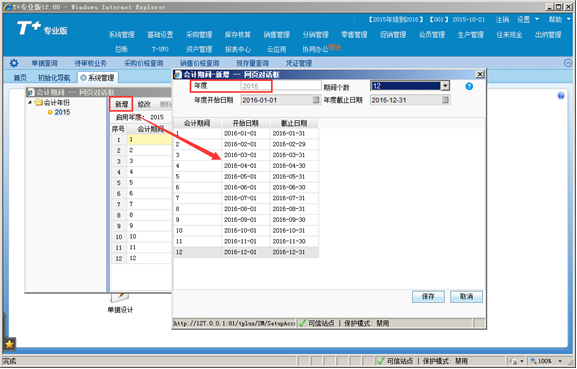 T+专业版12.00 - Windows Internet Explorer
T+ 专业版
【2015年结到2016】【001】2015-10-21 注销 设置 帮助
系统管理 基础设置 采购管理 库存核算 销售管理 分销管理 零售管理 促销管理 会员管理 生产管理 往来现金 出纳管理
总账 T-UFO 资产管理 报表中心 云应用 协同办公
单据查询 待审核业务 采购价格查询 销售价格查询 现存量查询 凭证管理
首页 初始化导航 系统管理
会计期间 -- 网页对话框
会计年份
2015
新增 修改 删除
启用年度: 2015
序号 会计期间
1 1
2 2
3 3
4 4
5 5
6 6
7 7
8 8
9 9
10 10
11 11
12 12
会计期间-新增 -- 网页对话框
年度 2016 期间个数 12
年度开始日期 2016-01-01 年度截止日期 2016-12-31
会计期间 开始日期 截止日期
1 2016-01-01 2016-01-31
2 2016-02-01 2016-02-29
3 2016-03-01 2016-03-31
4 2016-04-01 2016-04-30
5 2016-05-01 2016-05-31
6 2016-06-01 2016-06-30
7 2016-07-01 2016-07-31
8 2016-08-01 2016-08-31
9 2016-09-01 2016-09-30
10 2016-10-01 2016-10-31
11 2016-11-01 2016-11-30
12 2016-12-01 2016-12-31
保存 取消
http://127.0.0.1:81/tplus/SM/SetupAcc
可信站点 | 保护模式: 禁用
单据设计
完成
可信站点 | 保护模式: 禁用
100%